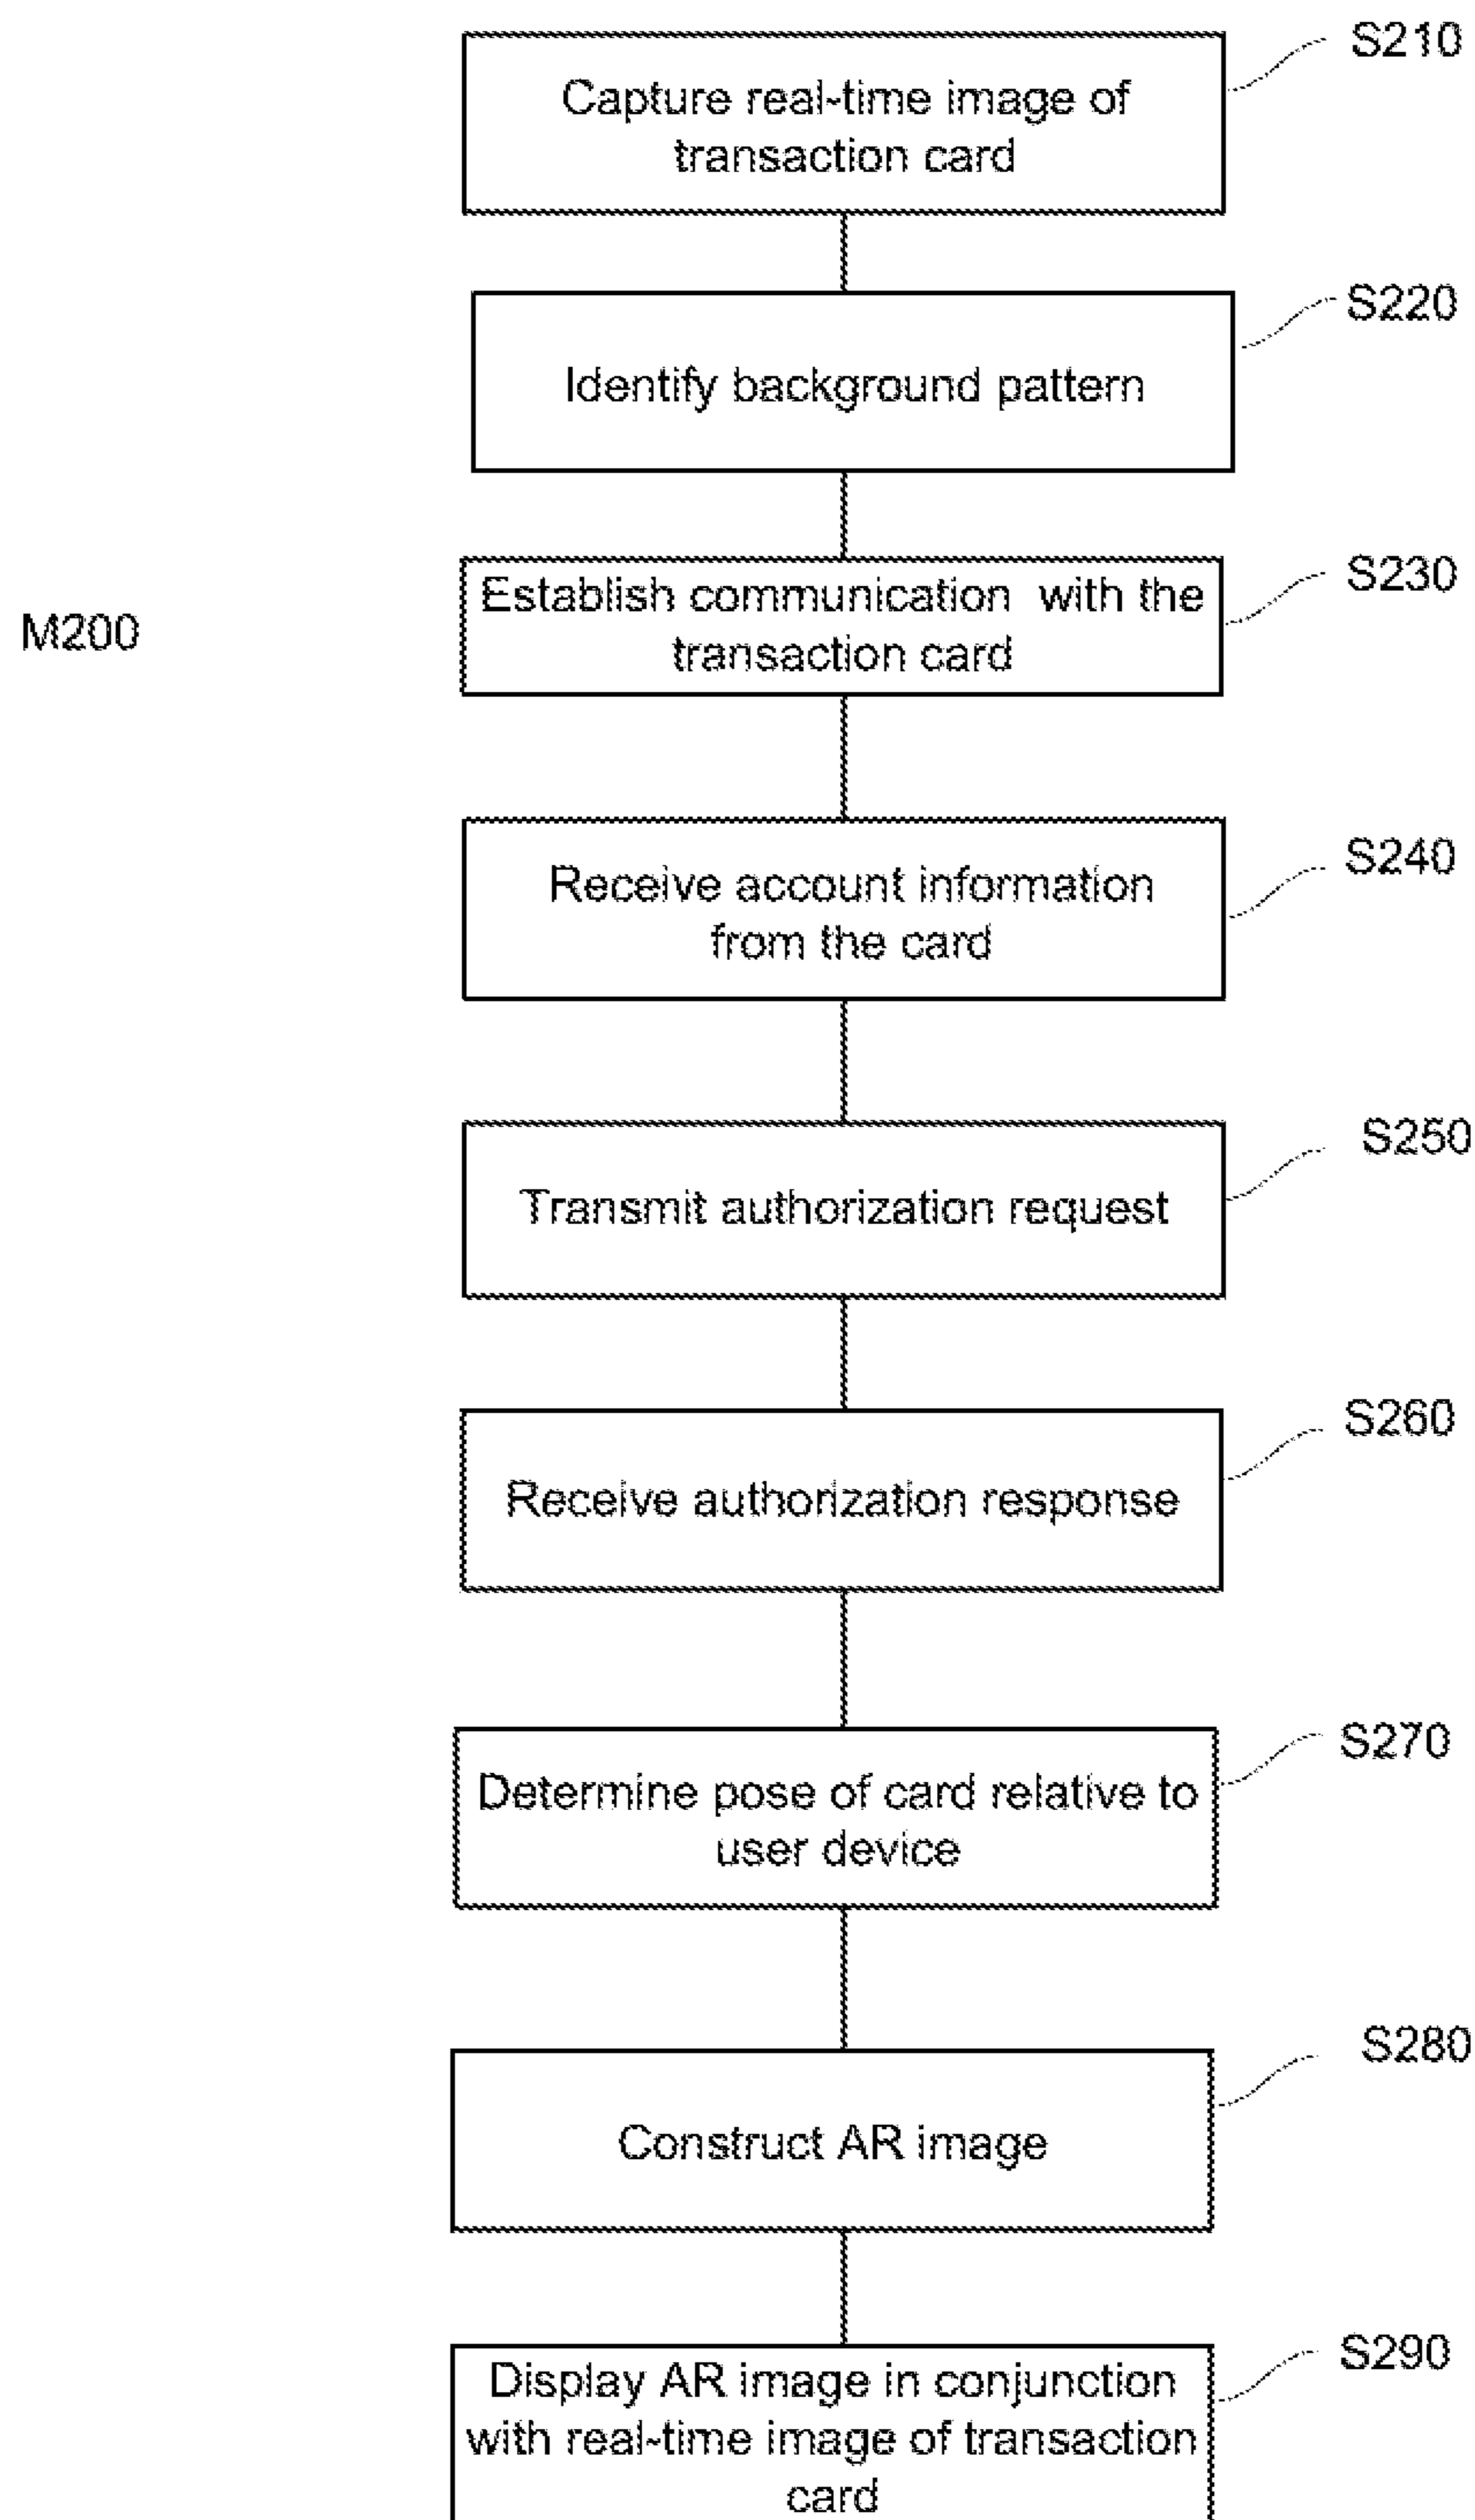 S210
Capture real-time image of
transaction card
S220
Identify background pattern
S230
Establish communication with the
transaction card
M200
S240
Receive account information
from the card
S250
Transmit authorization request
S260
Receive authorization response
S270
Determine pose of card relative to
user device
S280
Construct AR image
S290
Display AR image in conjunction
with real-time image of transaction
card